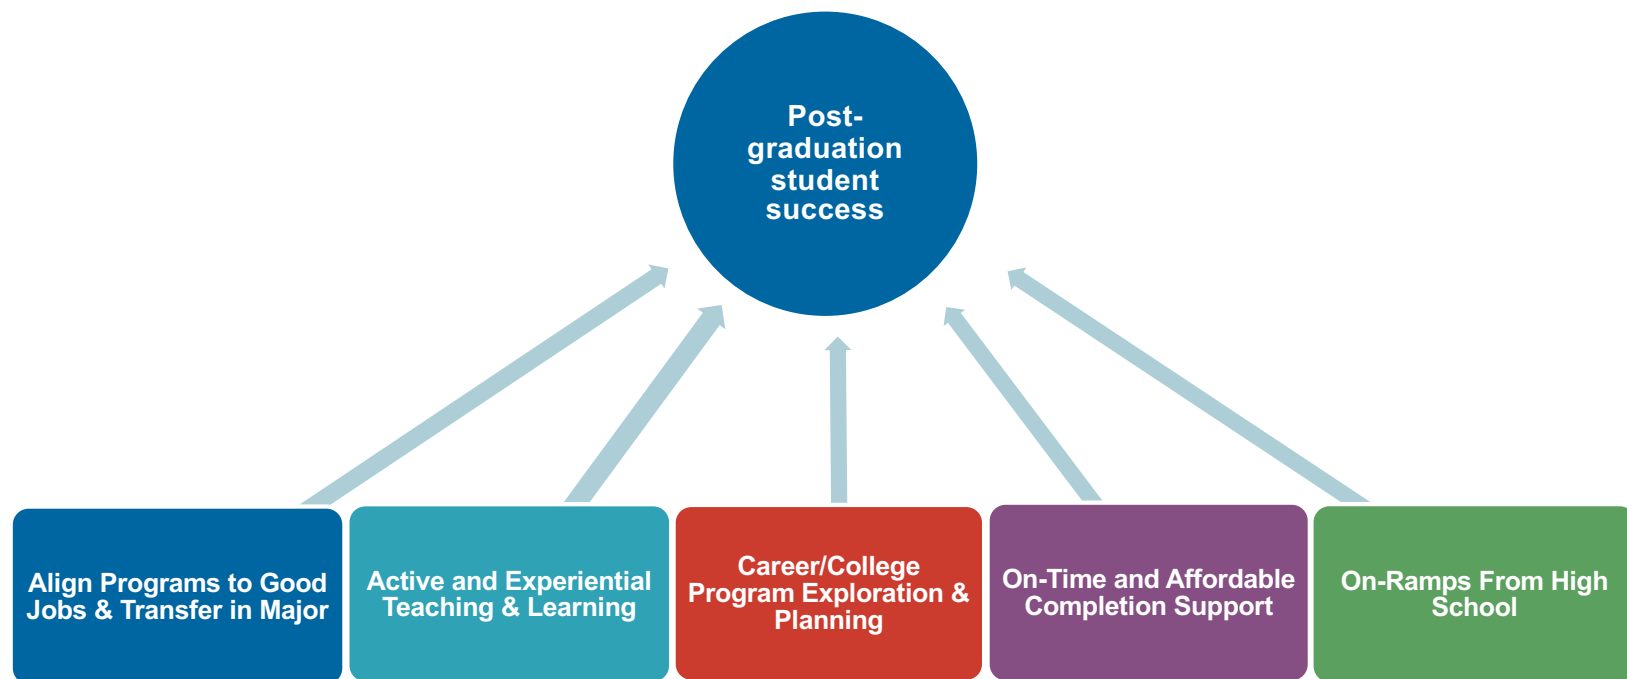 Post-
graduation
student
success
Align Programs to Good
Jobs & Transfer in Major
Active and Experiential
Teaching & Learning
Career/College
Program Exploration &
Planning
On-Time and Affordable
Completion Support
On-Ramps From High
School